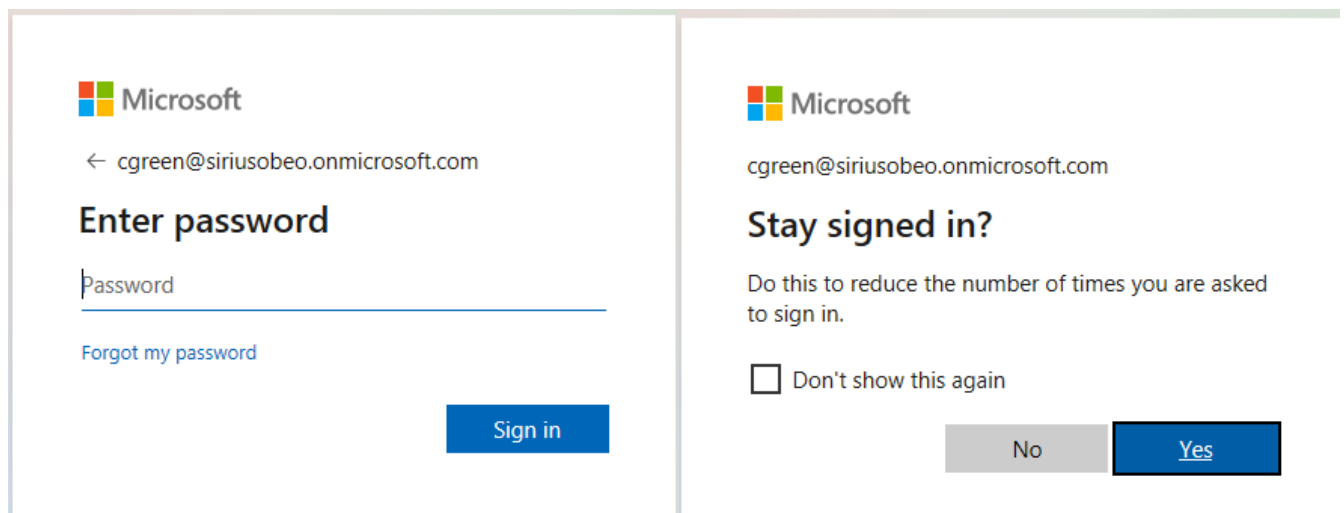 Microsoft
← cgreen@siriusobeo.onmicrosoft.com
Enter password
Password
Forgot my password
Sign in
Microsoft
cgreen@siriusobeo.onmicrosoft.com
Stay signed in?
Do this to reduce the number of times you are asked
to sign in.
Don't show this again
No
Yes